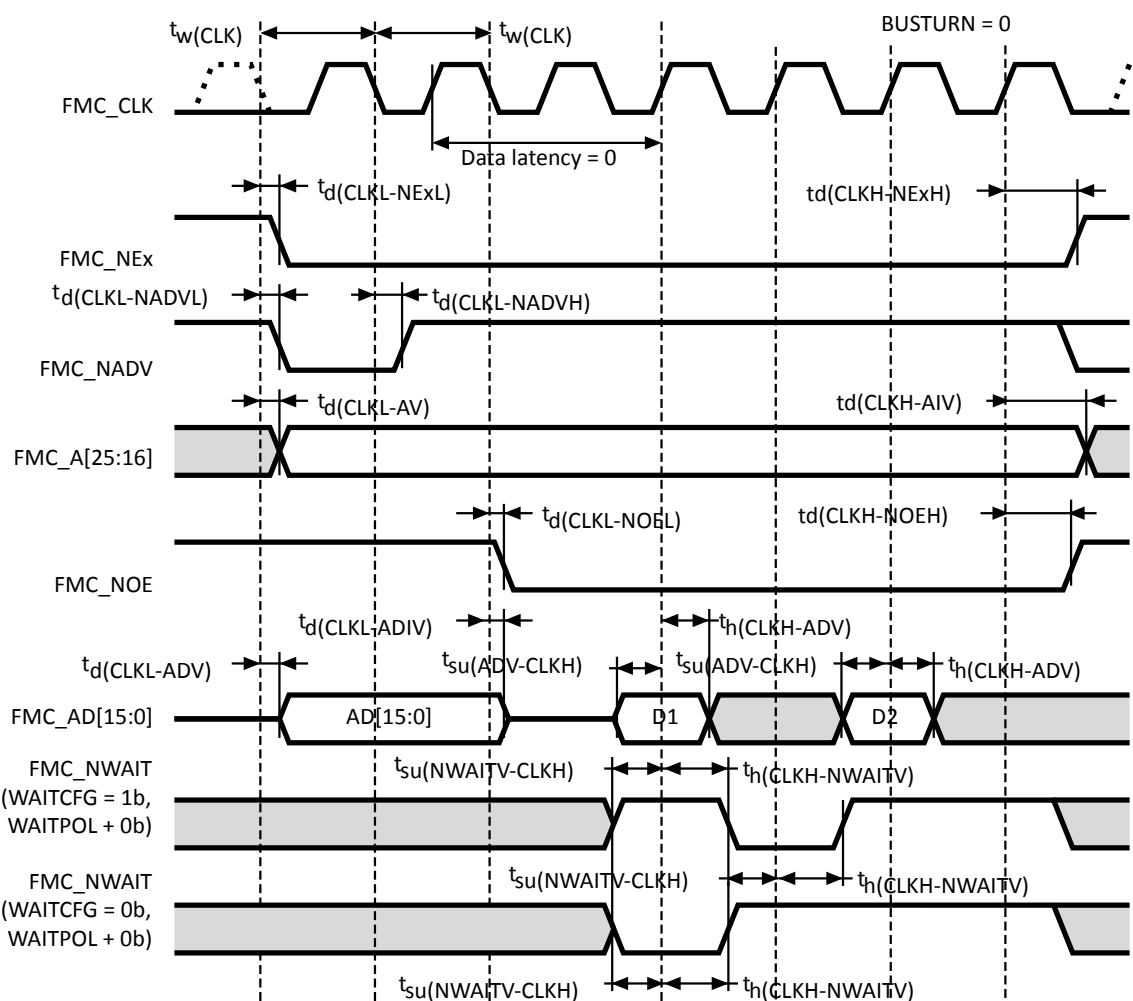 BUSTURN = 0
tw(CLK) tw(CLK)
FMC_CLK
Data latency = 0
td(CLKL-NExL) td(CLKH-NExH)
FMC_NEx
td(CLKL-NADVL) td(CLKL-NADVH)
FMC_NADV
td(CLKL-AV) td(CLKH-AIV)
FMC_A[25:16]
td(CLKL-NOEL) td(CLKH-NOEH)
FMC_NOE
td(CLKL-ADIV) th(CLKH-ADV)
td(CLKL-ADV) tsu(ADV-CLKH) tsu(ADV-CLKH) th(CLKH-ADV)
FMC_AD[15:0] AD[15:0] D1 D2
FMC_NWAIT tsu(NWAITV-CLKH) th(CLKH-NWAITV)
(WAITCFG = 1b,
WAITPOL + 0b)
FMC_NWAIT tsu(NWAITV-CLKH) th(CLKH-NWAITV)
(WAITCFG = 0b,
WAITPOL + 0b)
tsu(NWAITV-CLKH) th(CLKH-NWAITV)